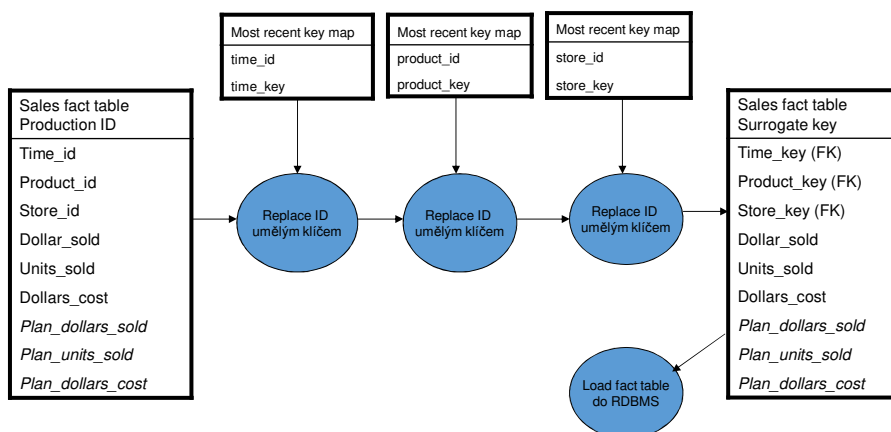 Most recent key map
time_id
time_key
Most recent key map
product_id
product_key
Most recent key map
store_id
store_key
Sales fact table
Production ID
Time_id
Product_id
Store_id
Dollar_sold
Units_sold
Dollars_cost
Plan_dollars_sold
Plan_units_sold
Plan_dollars_cost
Replace ID
umělým klíčem
Replace ID
umělým klíčem
Replace ID
umělým klíčem
Sales fact table
Surrogate key
Time_key (FK)
Product_key (FK)
Store_key (FK)
Dollar_sold
Units_sold
Dollars_cost
Plan_dollars_sold
Plan_units_sold
Plan_dollars_cost
Load fact table
do RDBMS